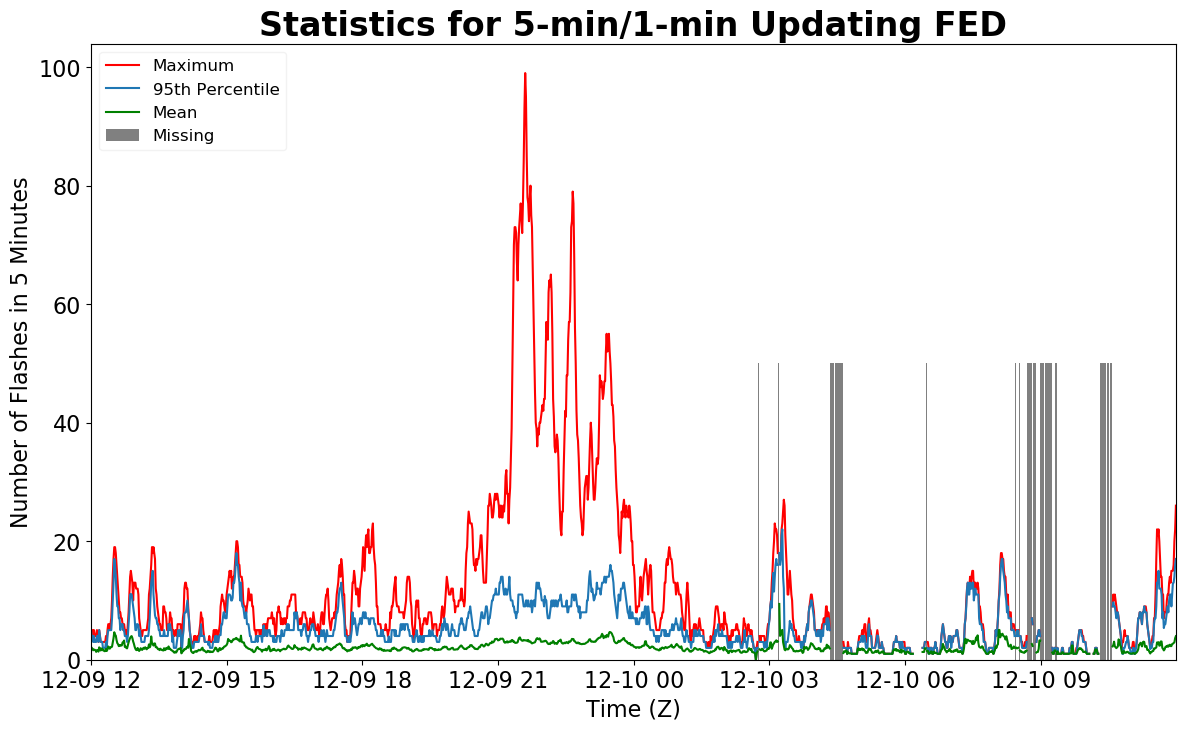 Statistics for 5-min/1-min Updating FED
Number of Flashes in 5 Minutes
100
80
60
40
20
0
Maximum
95th Percentile
Mean
Missing
12-09 12
12-09 15
12-09 18
12-09 21
12-10 00
12-10 03
12-10 06
12-10 09
Time (Z)